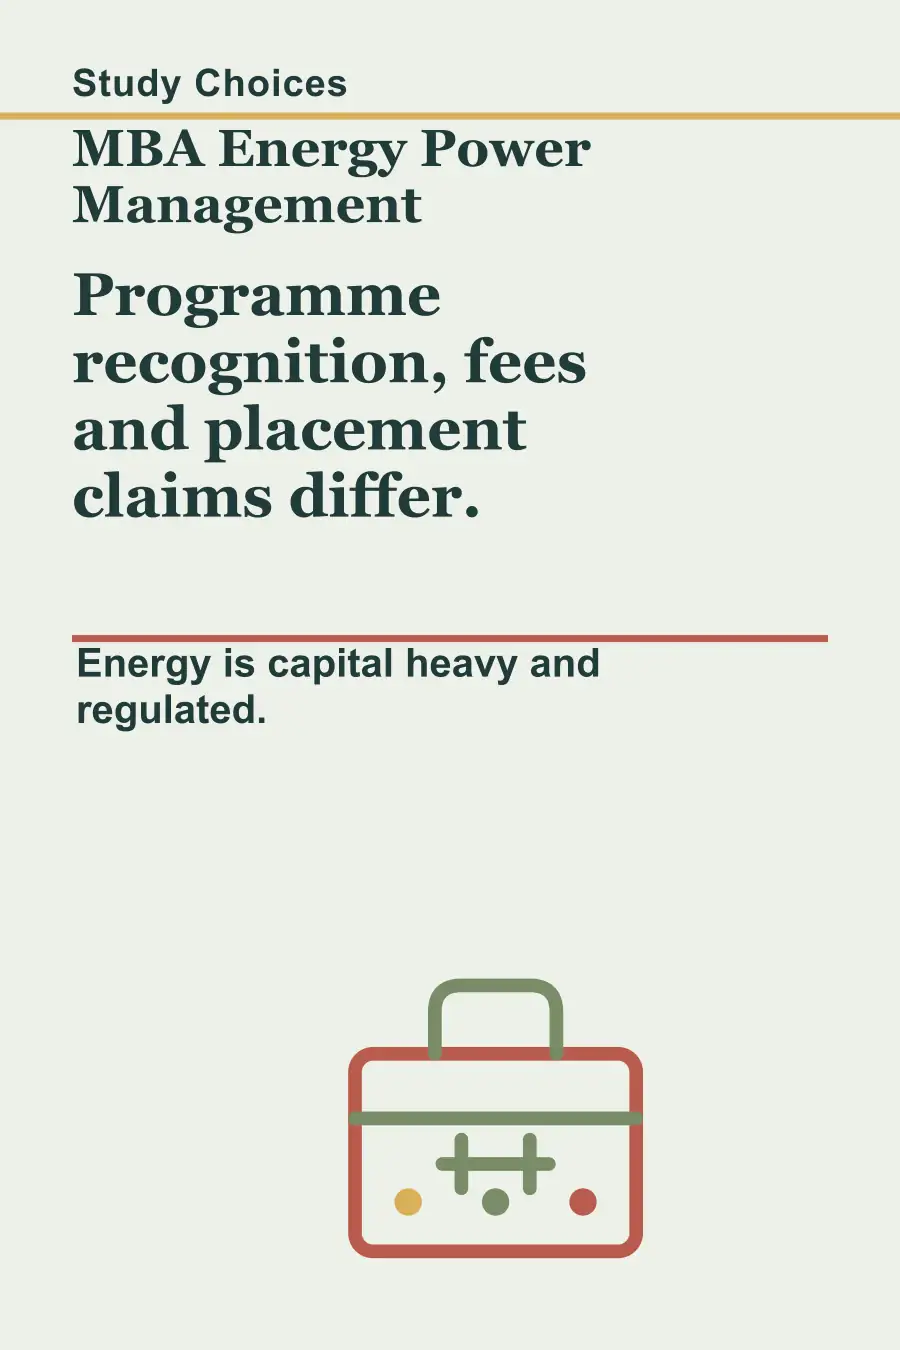 Study Choices
MBA Energy Power
Management
Programme
recognition, fees
and placement
claims differ.
Energy is capital heavy and
regulated.